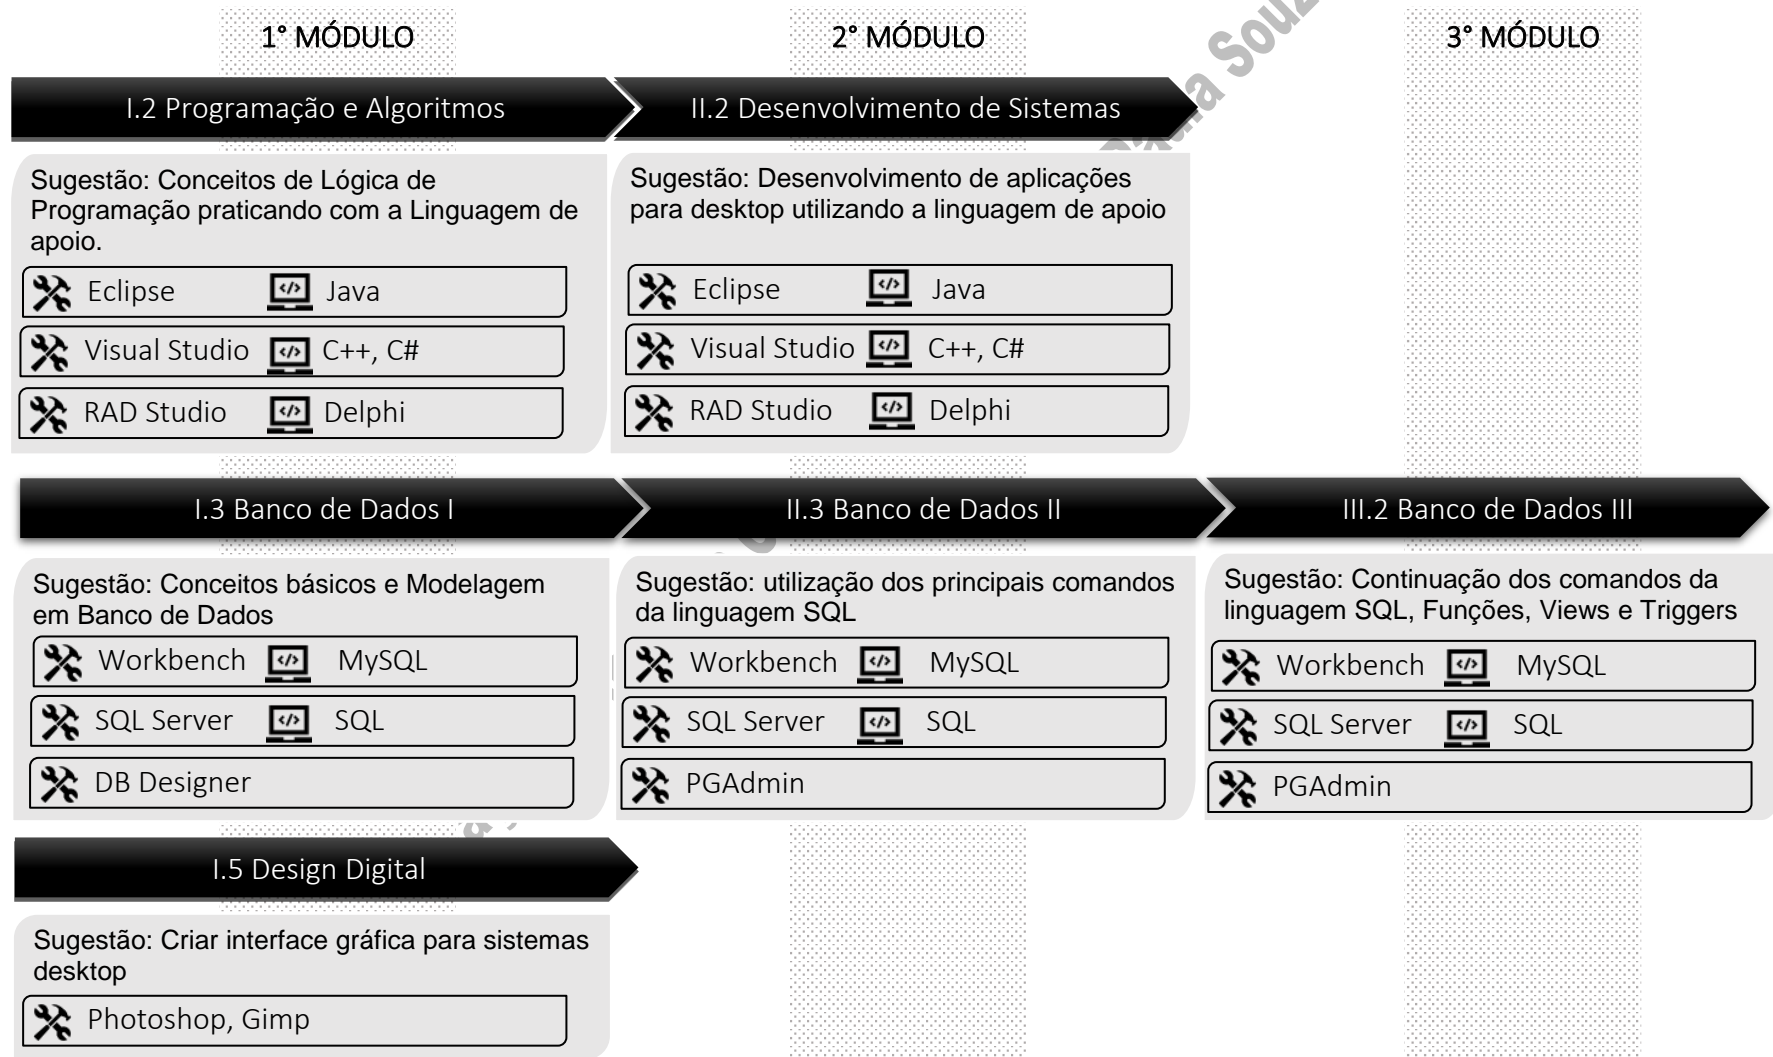 1° MÓDULO
2° MÓDULO
3° MÓDULO
I.2 Programação e Algoritmos
II.2 Desenvolvimento de Sistemas
Sugestão: Conceitos de Lógica de
Programação praticando com a Linguagem de
apoio.
Eclipse </> Java
Visual Studio </> C++, C#
RAD Studio </> Delphi
Sugestão: Desenvolvimento de aplicações
para desktop utilizando a linguagem de apoio
Eclipse </> Java
Visual Studio </> C++, C#
RAD Studio </> Delphi
I.3 Banco de Dados I
II.3 Banco de Dados II
III.2 Banco de Dados III
Sugestão: Conceitos básicos e Modelagem
em Banco de Dados
Workbench </> MySQL
SQL Server </> SQL
DB Designer
Sugestão: utilização dos principais comandos
da linguagem SQL
Workbench </> MySQL
SQL Server </> SQL
PGAdmin
Sugestão: Continuação dos comandos da
linguagem SQL, Funções, Views e Triggers
Workbench </> MySQL
SQL Server </> SQL
PGAdmin
I.5 Design Digital
Sugestão: Criar interface gráfica para sistemas
desktop
Photoshop, Gimp